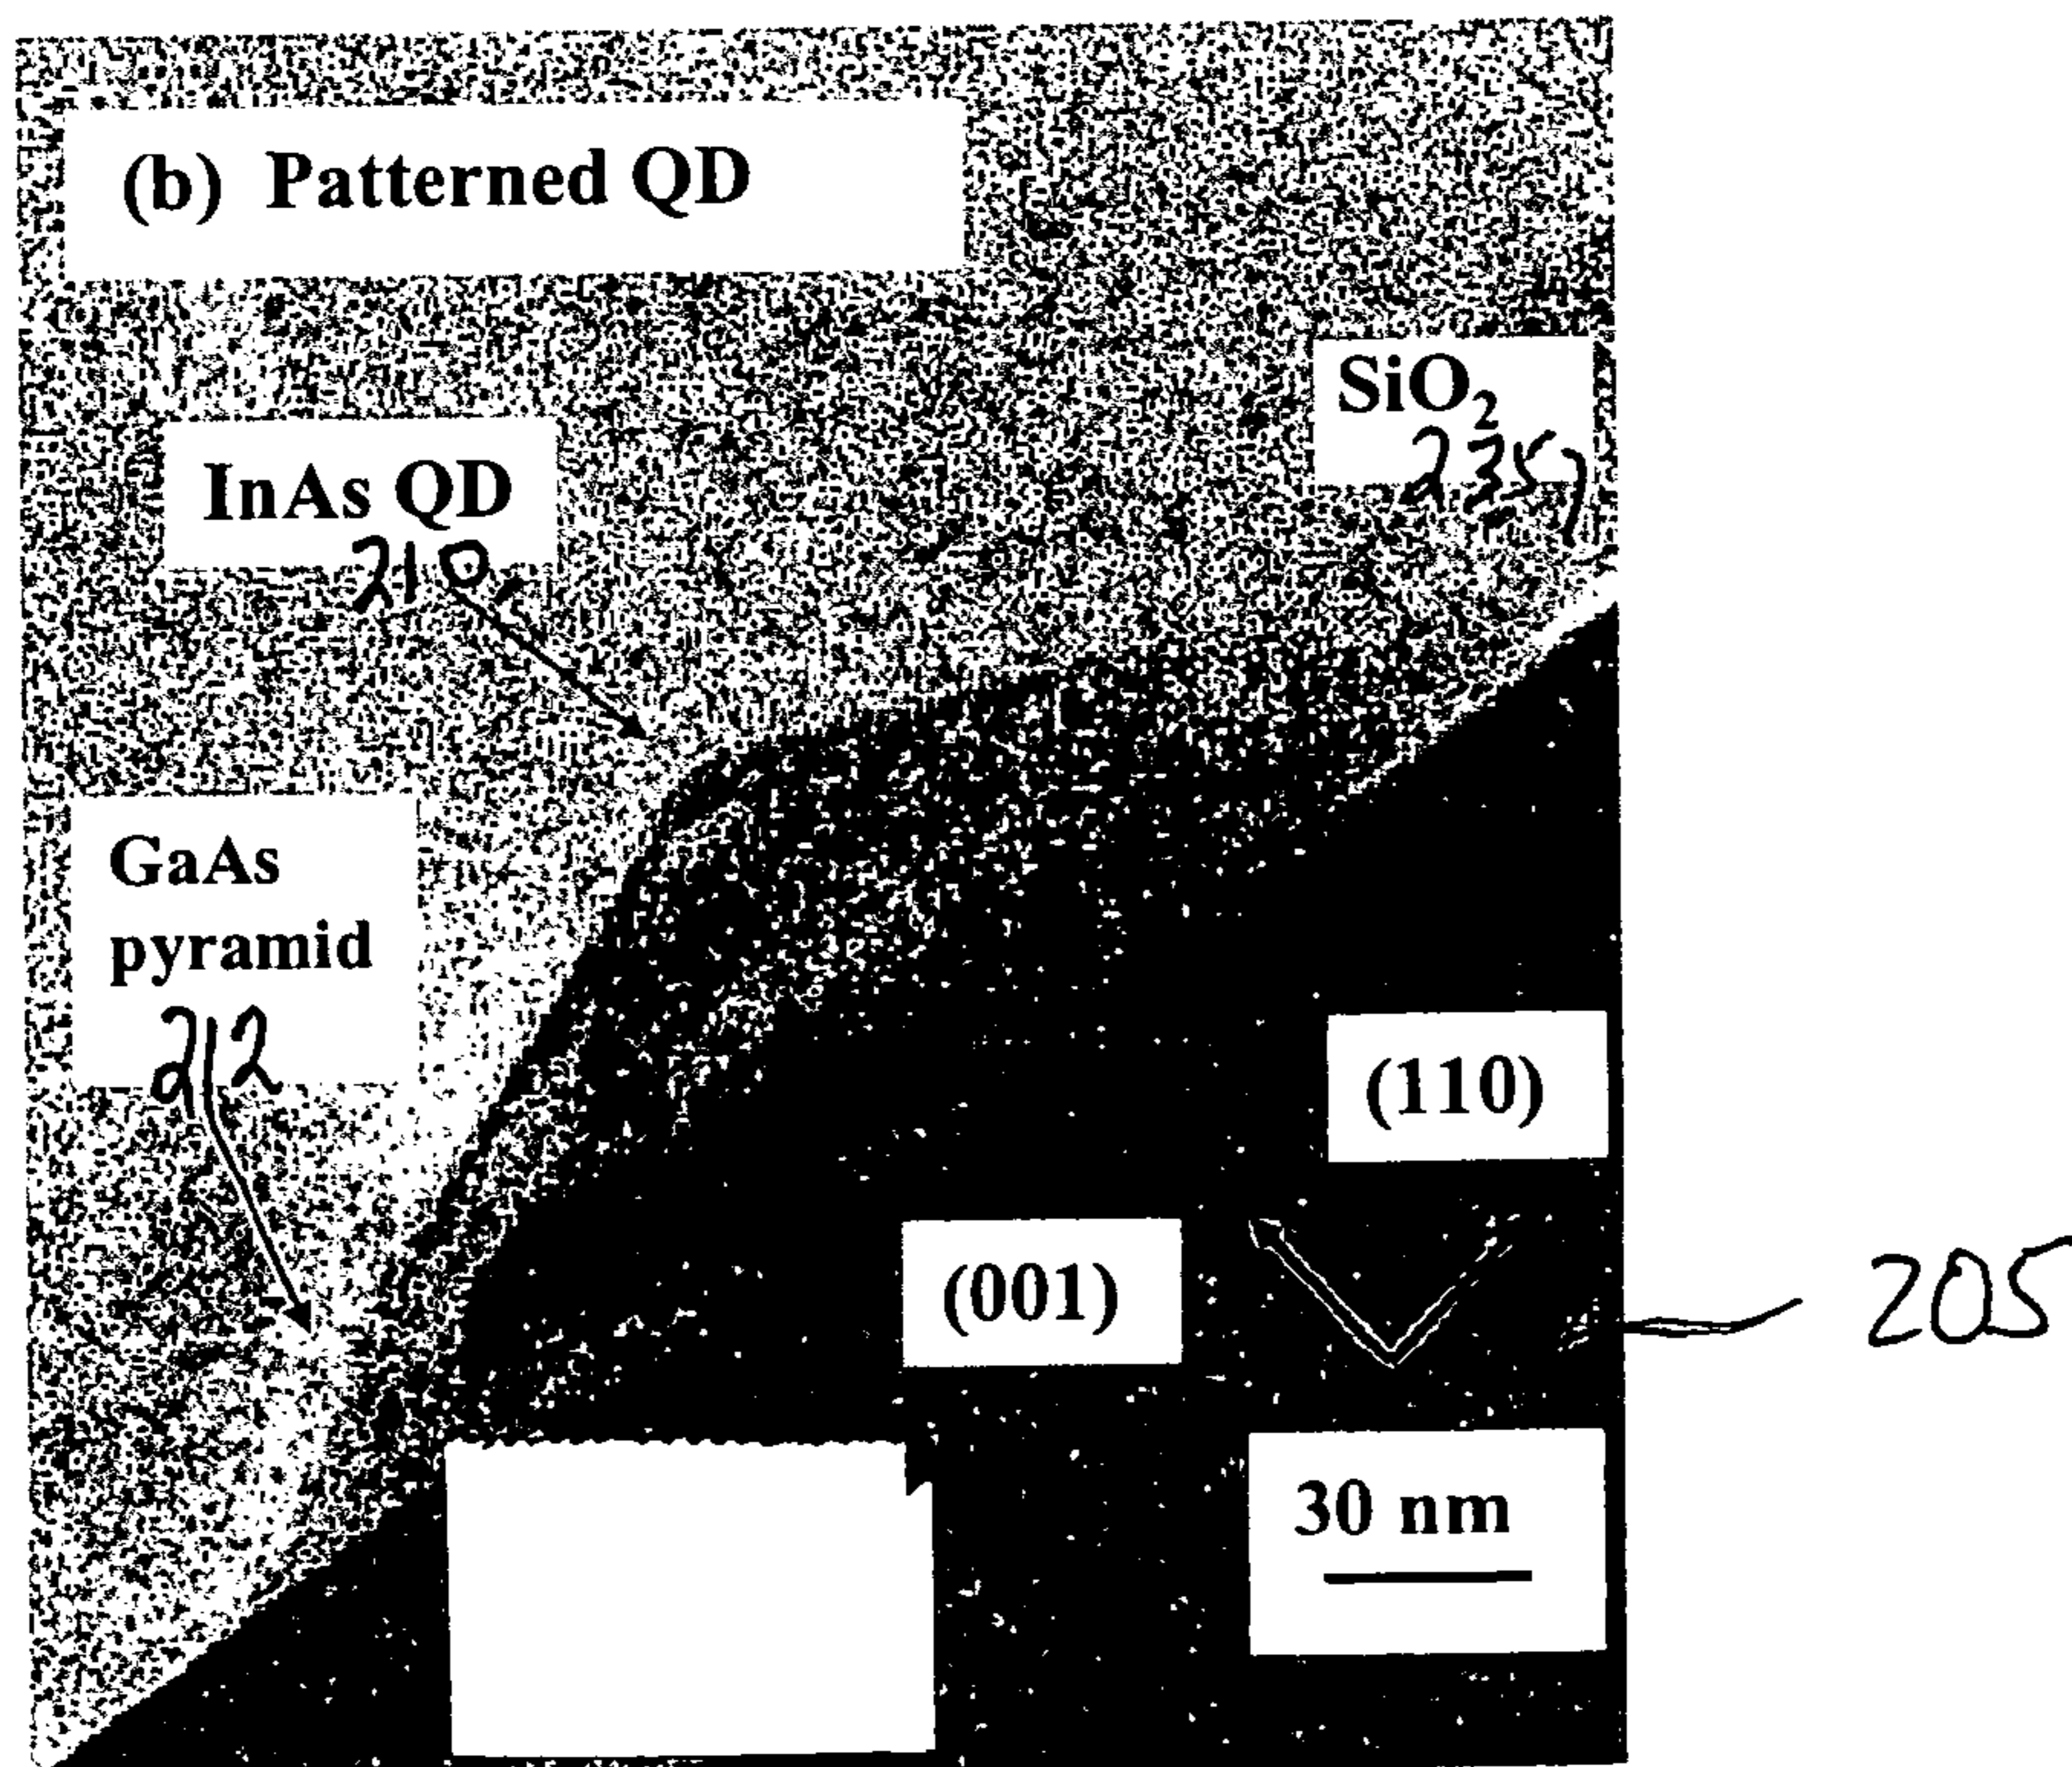 (b) Patterned QD
SiO₂
235
InAs QD
210
GaAs
pyramid
212
(110)
(001)
205
30 nm